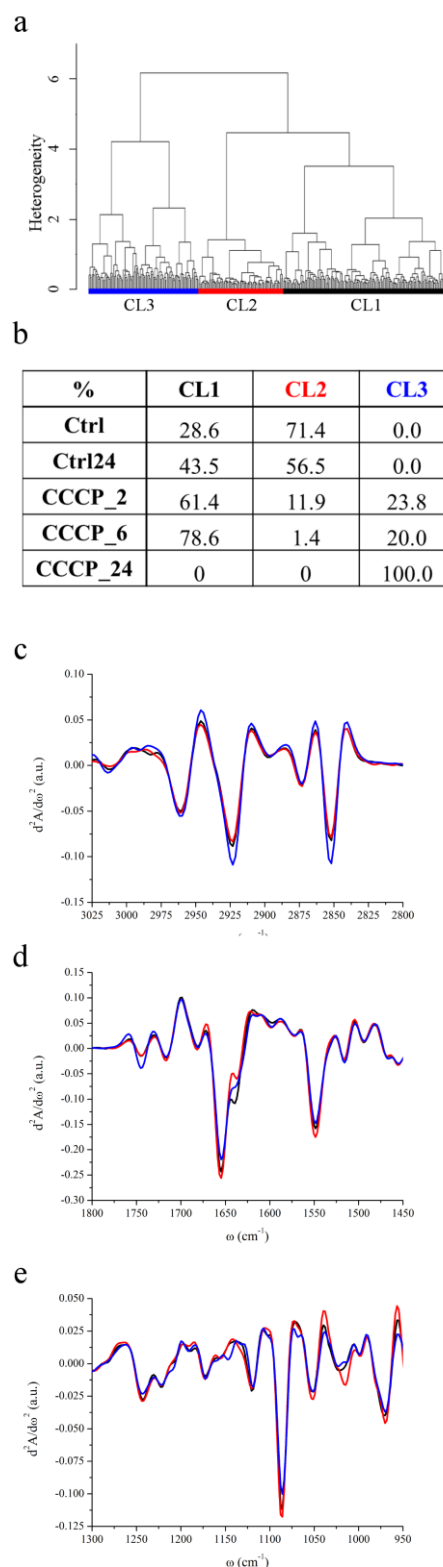 a
Heterogeneity
6
4
2
0
CL3 CL2 CL1
b
% CL1 CL2 CL3
Ctrl 28.6 71.4 0.0
Ctrl24 43.5 56.5 0.0
CCCP_2 61.4 11.9 23.8
CCCP_6 78.6 1.4 20.0
CCCP_24 0 0 100.0
c
d²A/dω² (a.u.)
0.10
0.05
0.00
-0.05
-0.10
-0.15
3025 3000 2975 2950 2925 2900 2875 2850 2825 2800
d
d²A/dω² (a.u.)
0.15
0.10
0.05
0.00
-0.05
-0.10
-0.15
-0.20
-0.25
-0.30
1800 1750 1700 1650 1600 1550 1500 1450
ω (cm⁻¹)
e
d²A/dω² (a.u.)
0.050
0.025
0.000
-0.025
-0.050
-0.075
-0.100
-0.125
1300 1250 1200 1150 1100 1050 1000 950
ω (cm⁻¹)